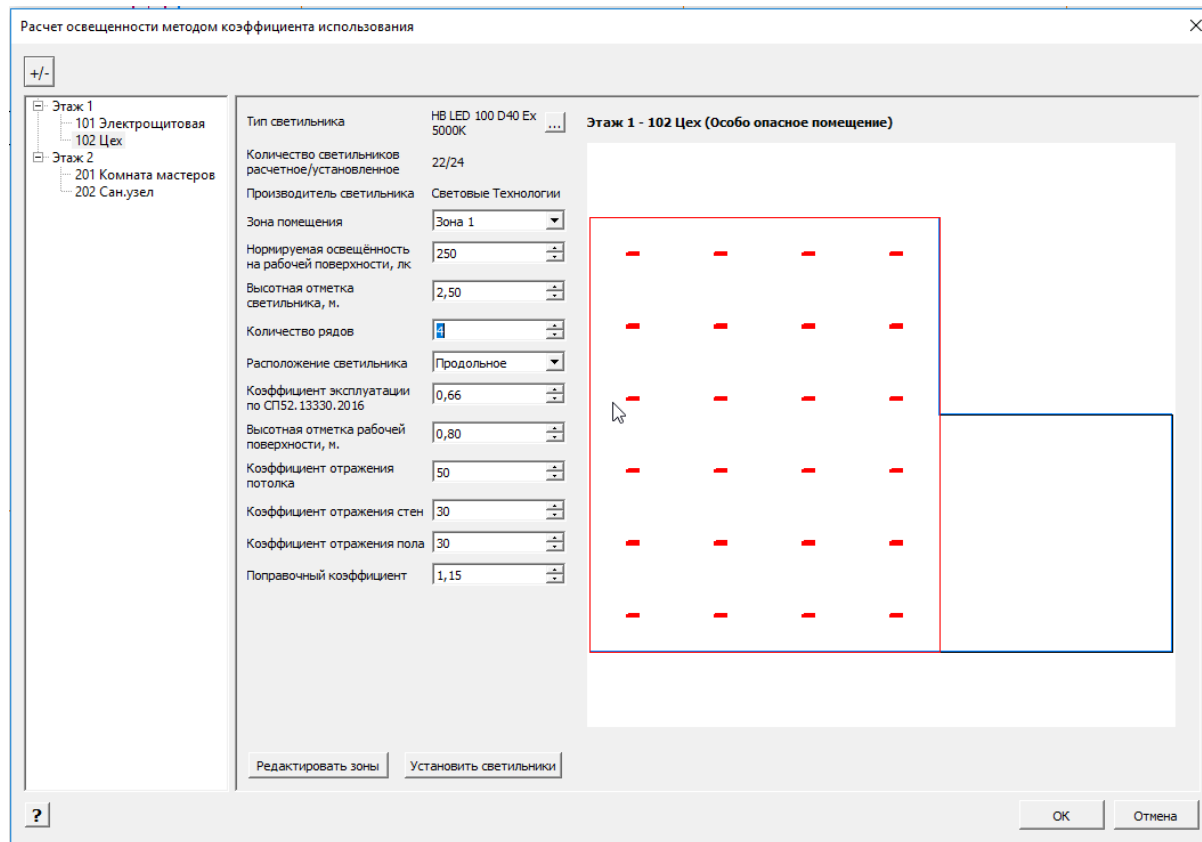 Расчет освещенности методом коэффициента использования
+/-
Этаж 1
101 Электрощитовая
102 Цех
Этаж 2
201 Комната мастеров
202 Сан.узел
Тип светильника
HB LED 100 D40 Ex
5000K
...
Количество светильников
расчетное/установленное
22/24
Производитель светильника
Световые Технологии
Зона помещения
Зона 1
Нормируемая освещённость
на рабочей поверхности, лк
250
Высотная отметка
светильника, м.
2,50
Количество рядов
4
Расположение светильника
Продольное
Коэффициент эксплуатации
по СП52.13330.2016
0,66
Высотная отметка рабочей
поверхности, м.
0,80
Коэффициент отражения
потолка
50
Коэффициент отражения стен
30
Коэффициент отражения пола
30
Поправочный коэффициент
1,15
Редактировать зоны
Установить светильники
Этаж 1 - 102 Цех (Особо опасное помещение)
?
ОК
Отмена